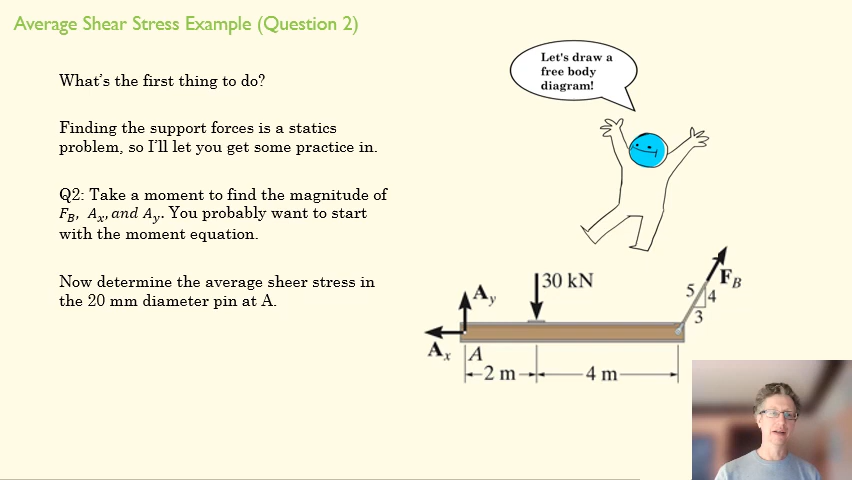 Average Shear Stress Example (Question 2)
What's the first thing to do?
Finding the support forces is a statics
problem, so I'll let you get some practice in.
Q2: Take a moment to find the magnitude of
F_B, A_x, and A_y. You probably want to start
with the moment equation.
Now determine the average sheer stress in
the 20 mm diameter pin at A.
Let's draw a
free body
diagram!
A_y
30 kN
5
4
3
F_B
A_x
A
2 m
4 m